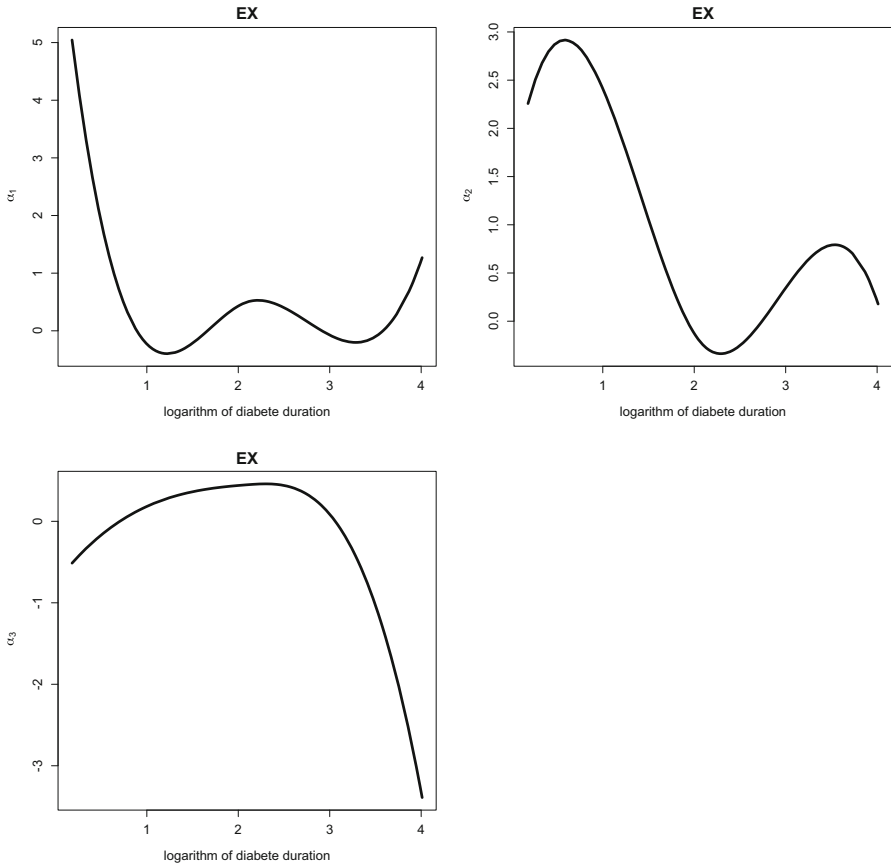 EX
5
4
3
2
1
0
α1
1 2 3 4
logarithm of diabete duration
EX
3.0
2.5
2.0
1.5
1.0
0.5
0.0
α2
1 2 3 4
logarithm of diabete duration
EX
0
-1
-2
-3
α3
1 2 3 4
logarithm of diabete duration